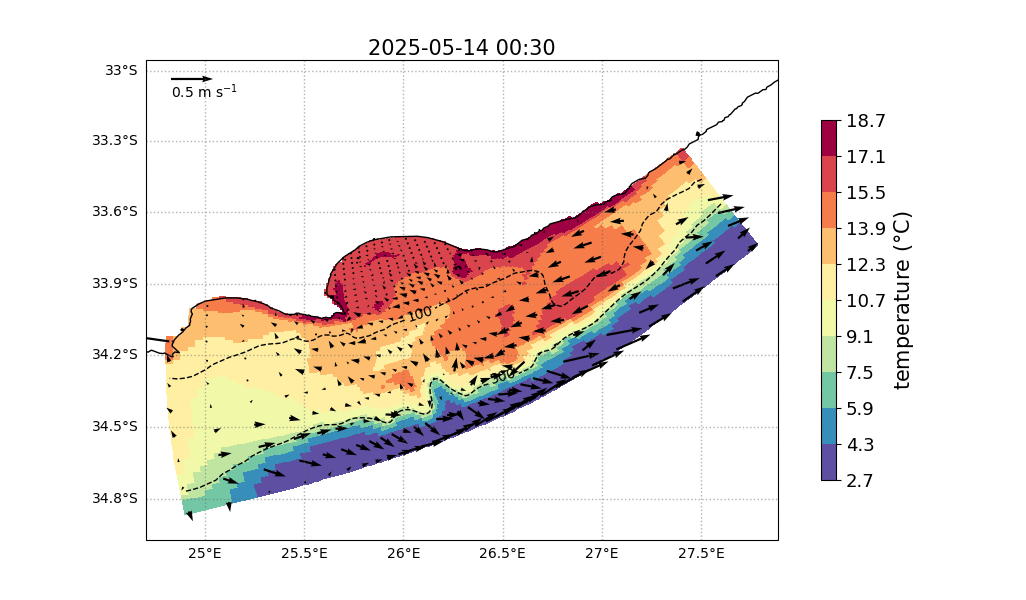 2025-05-14 00:30
0.5 m s⁻¹
33°S
33.3°S
33.6°S
33.9°S
34.2°S
34.5°S
34.8°S
25°E
25.5°E
26°E
26.5°E
27°E
27.5°E
100
500
18.7
17.1
15.5
13.9
12.3
10.7
9.1
7.5
5.9
4.3
2.7
temperature (°C)